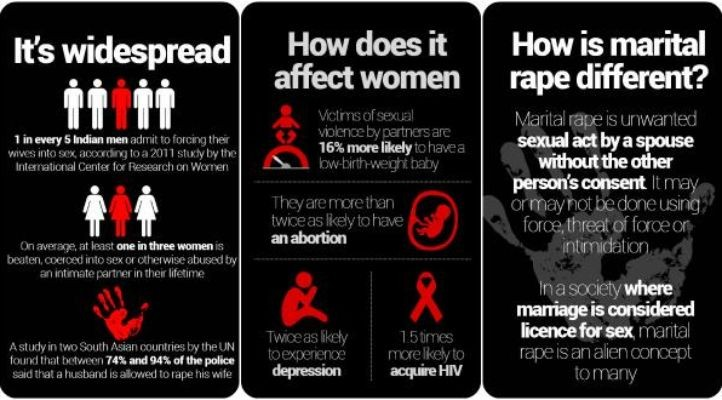 It's widespread
1 in every 5 Indian men admit to forcing their
wives into sex, according to a 2011 study by the
International Center for Research on Women
On average, at least one in three women is
beaten, coerced into sex or otherwise abused by
an intimate partner in their lifetime
A study in two South Asian countries by the UN
found that between 74% and 94% of the police
said that a husband is allowed to rape his wife
How does it
affect women
Victims of sexual
violence by partners are
16% more likely to have a
low-birth-weight baby
They are more than
twice as likely to have
an abortion
Twice as likely
to experience
depression
1.5 times
more likely to
acquire HIV
How is marital
rape different?
Marital rape is unwanted
sexual act by a spouse
without the other
person's consent. It may
or may not be done using
force, threat of force or
intimidation
In a society where
marriage is considered
licence for sex, marital
rape is an alien concept
to many